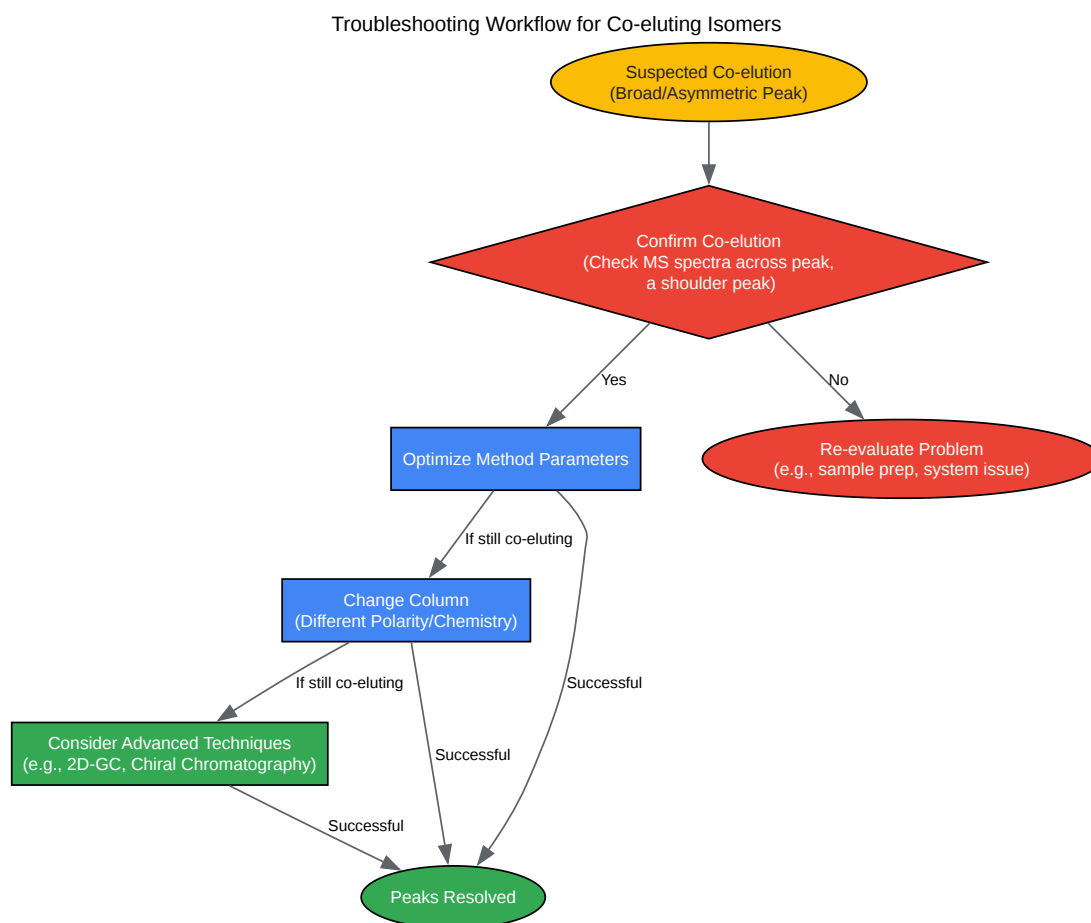 Troubleshooting Workflow for Co-eluting Isomers
Suspected Co-elution
(Broad/Asymmetric Peak)
Confirm Co-elution
(Check MS spectra across peak,
a shoulder peak)
Yes
No
Optimize Method Parameters
Re-evaluate Problem
(e.g., sample prep, system issue)
If still co-eluting
Change Column
(Different Polarity/Chemistry)
If still co-eluting
Successful
Consider Advanced Techniques
(e.g., 2D-GC, Chiral Chromatography)
Successful
Successful
Peaks Resolved